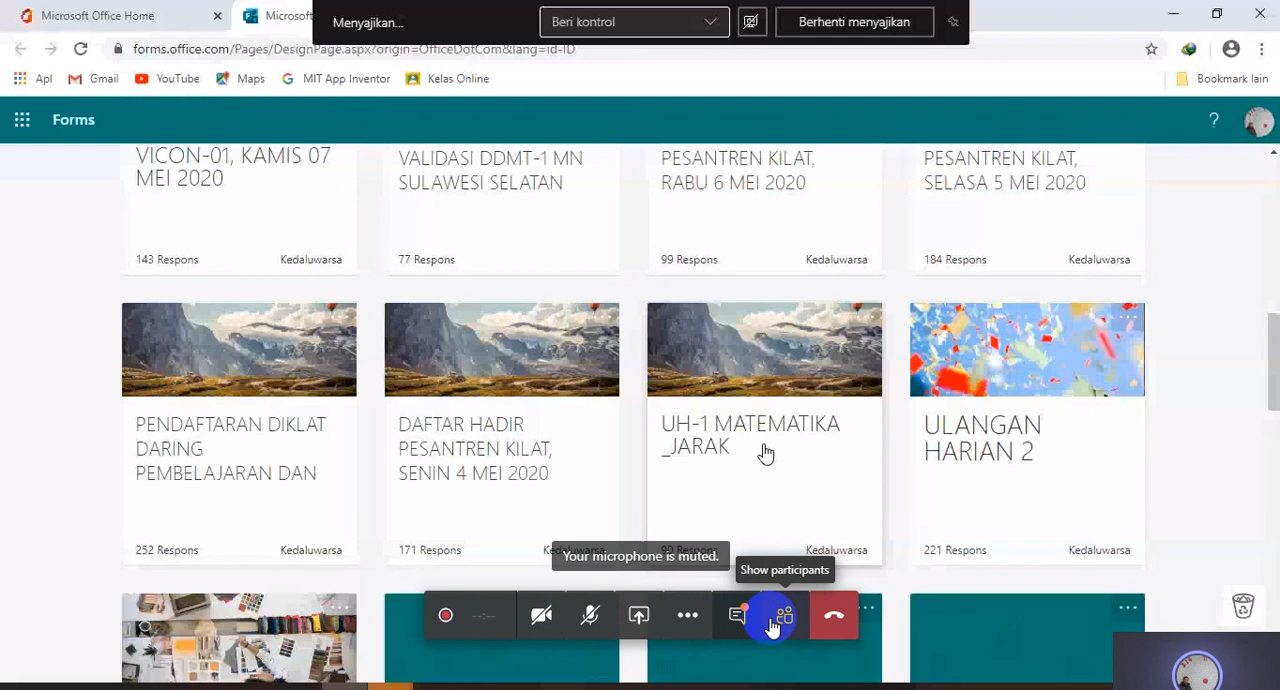 Microsoft Office Home
Microsoft
Menyajikan...
Beri kontrol
Berhenti menyajikan
forms.office.com/Pages/DesignPage.aspx?origin=OfficeDotCom&lang=id-ID
Apl
Gmail
YouTube
Maps
MIT App Inventor
Kelas Online
Bookmark lain
Forms
?
VICON-01, KAMIS 07
MEI 2020
143 Respons
Kedaluwarsa
VALIDASI DDMT-1 MN
SULAWESI SELATAN
77 Respons
PESANTREN KILAT,
RABU 6 MEI 2020
99 Respons
Kedaluwarsa
PESANTREN KILAT,
SELASA 5 MEI 2020
184 Respons
Kedaluwarsa
PENDAFTARAN DIKLAT
DARING
PEMBELAJARAN DAN
252 Respons
Kedaluwarsa
DAFTAR HADIR
PESANTREN KILAT,
SENIN 4 MEI 2020
171 Respons
UH-1 MATEMATIKA
_JARAK
99 Respons
Kedaluwarsa
ULANGAN
HARIAN 2
221 Respons
Kedaluwarsa
Your microphone is muted.
Show participants
--:--